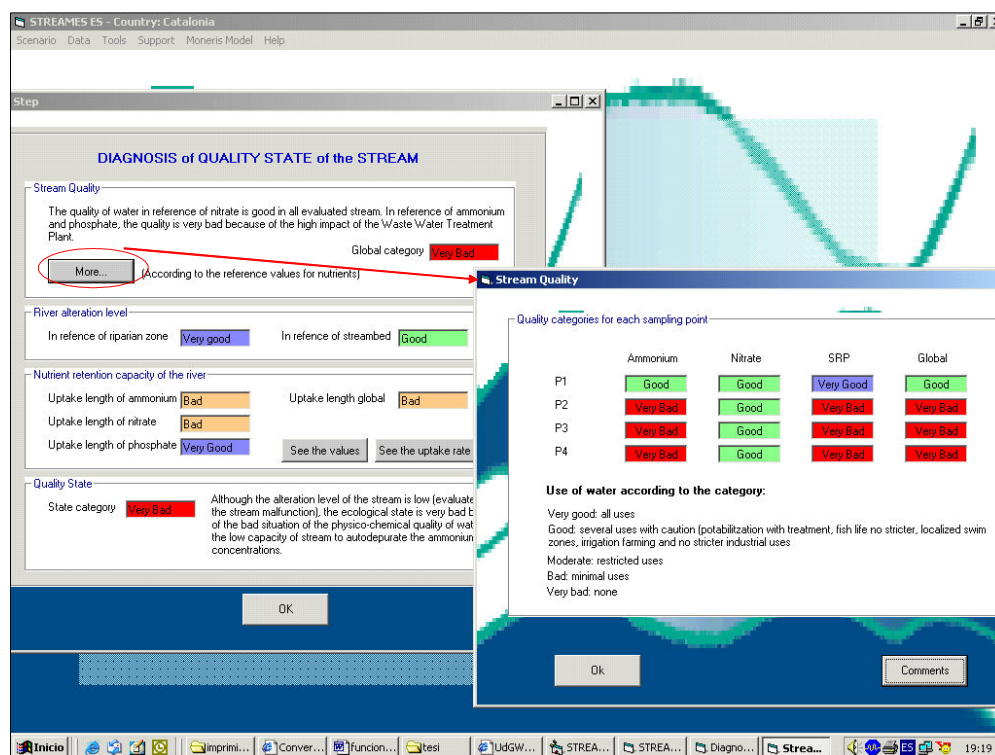 STREAMES ES - Country: Catalonia
Scenario Data Tools Support Moneris Model Help
Step
DIAGNOSIS of QUALITY STATE of the STREAM
Stream Quality
The quality of water in reference of nitrate is good in all evaluated stream. In reference of ammonium
and phosphate, the quality is very bad because of the high impact of the Waste Water Treatment
Plant.
Global category Very Bad
More... (According to the reference values for nutrients)
River alteration level
In refence of riparian zone Very good In refence of streambed Good
Nutrient retention capacity of the river
Uptake length of ammonium Bad Uptake length global Bad
Uptake length of nitrate Bad
Uptake length of phosphate Very Good See the values See the uptake rate
Quality State
State category Very Bad
Although the alteration level of the stream is low (evaluate
the stream malfunction), the ecological state is very bad b
of the bad situation of the physico-chemical quality of wat
the low capacity of stream to autodepurate the ammonium
concentrations.
OK
Stream Quality
Quality categories for each sampling point
Ammonium Nitrate SRP Global
P1 Good Good Very Good Good
P2 Very Bad Good Very Bad Very Bad
P3 Very Bad Good Very Bad Very Bad
P4 Very Bad Good Very Bad Very Bad
Use of water according to the category:
Very good: all uses
Good: several uses with caution (potabilitzation with treatment, fish life no stricter, localized swim
zones, irrigation farming and no stricter industrial uses
Moderate: restricted uses
Bad: minimal uses
Very bad: none
Ok Comments
Inicio imprimi... Conver... funcion... tesi UdGW... STREA... STREA... Diagno... Strea... ES 19:19